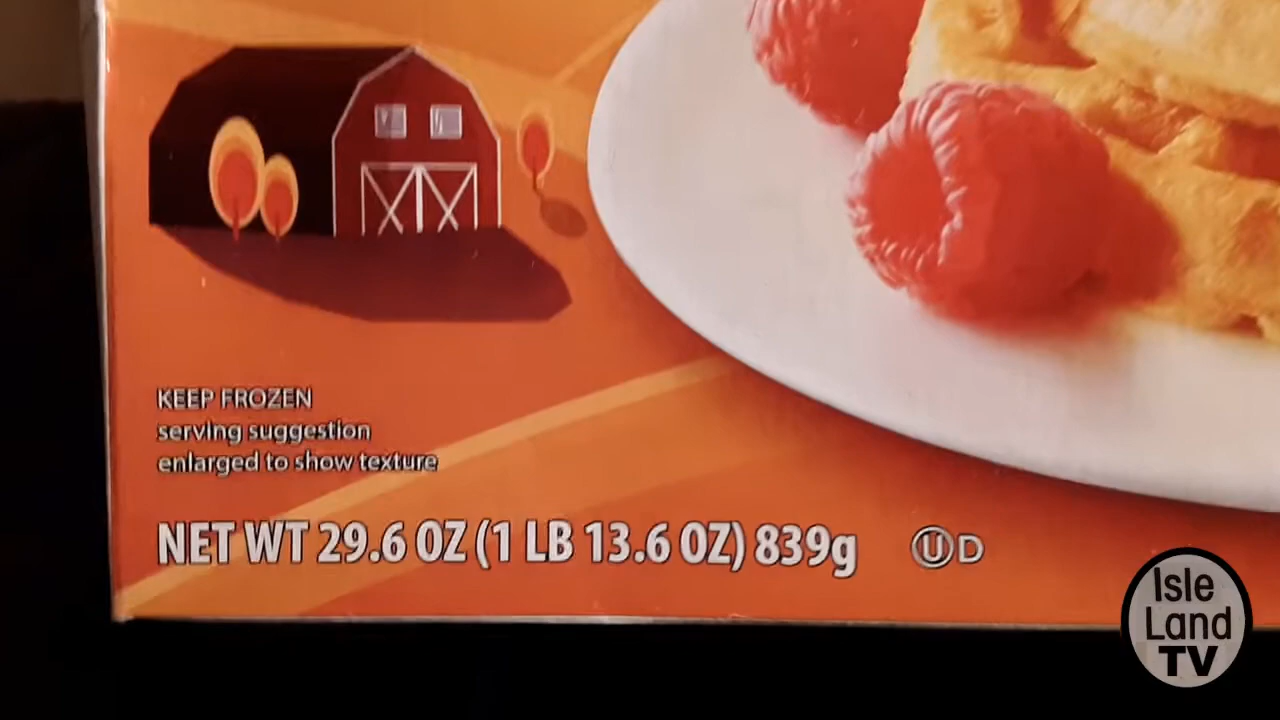 KEEP FROZEN
serving suggestion
enlarged to show texture
NET WT 29.6 OZ (1 LB 13.6 OZ) 839g
Ⓤ D
Isle
Land
TV